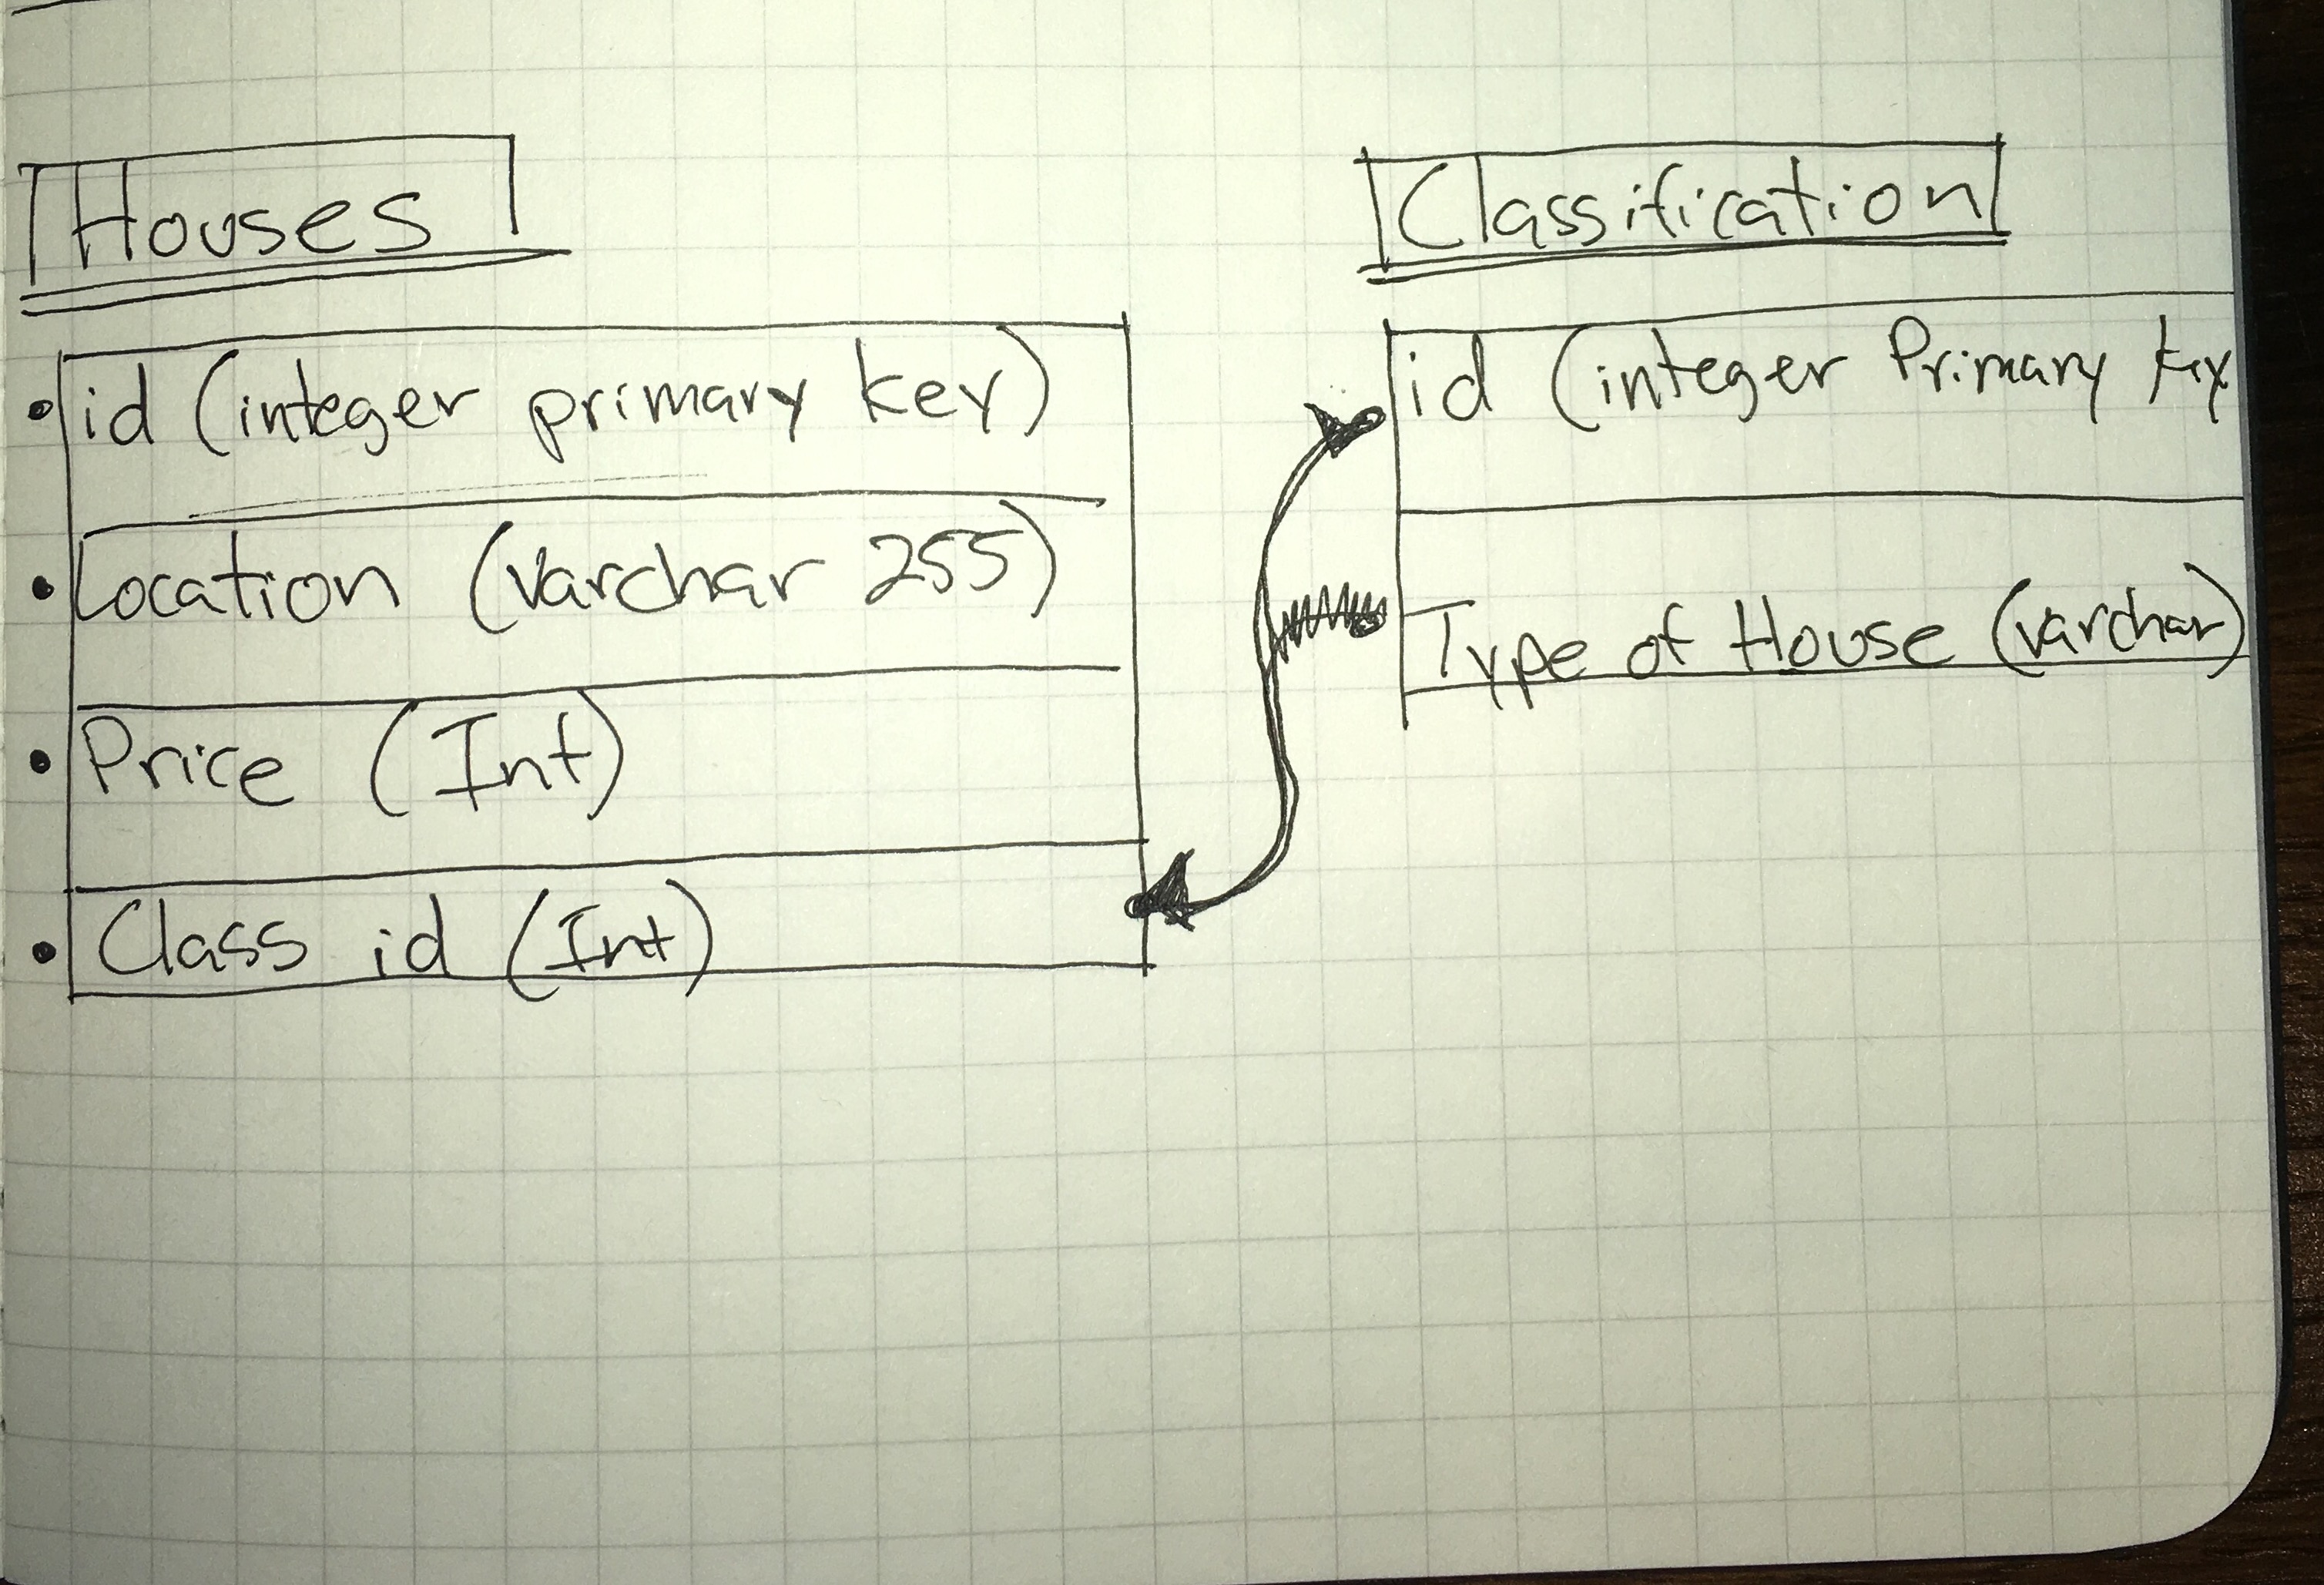 Houses
id (integer primary key)
Location (varchar 255)
Price (Int)
Class id (Int)
Classification
id (integer Primary key
Type of House (varchar)